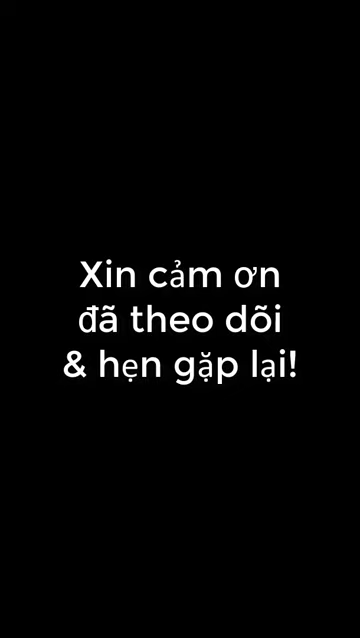 Xin cảm ơn
đã theo dõi
& hẹn gặp lại!